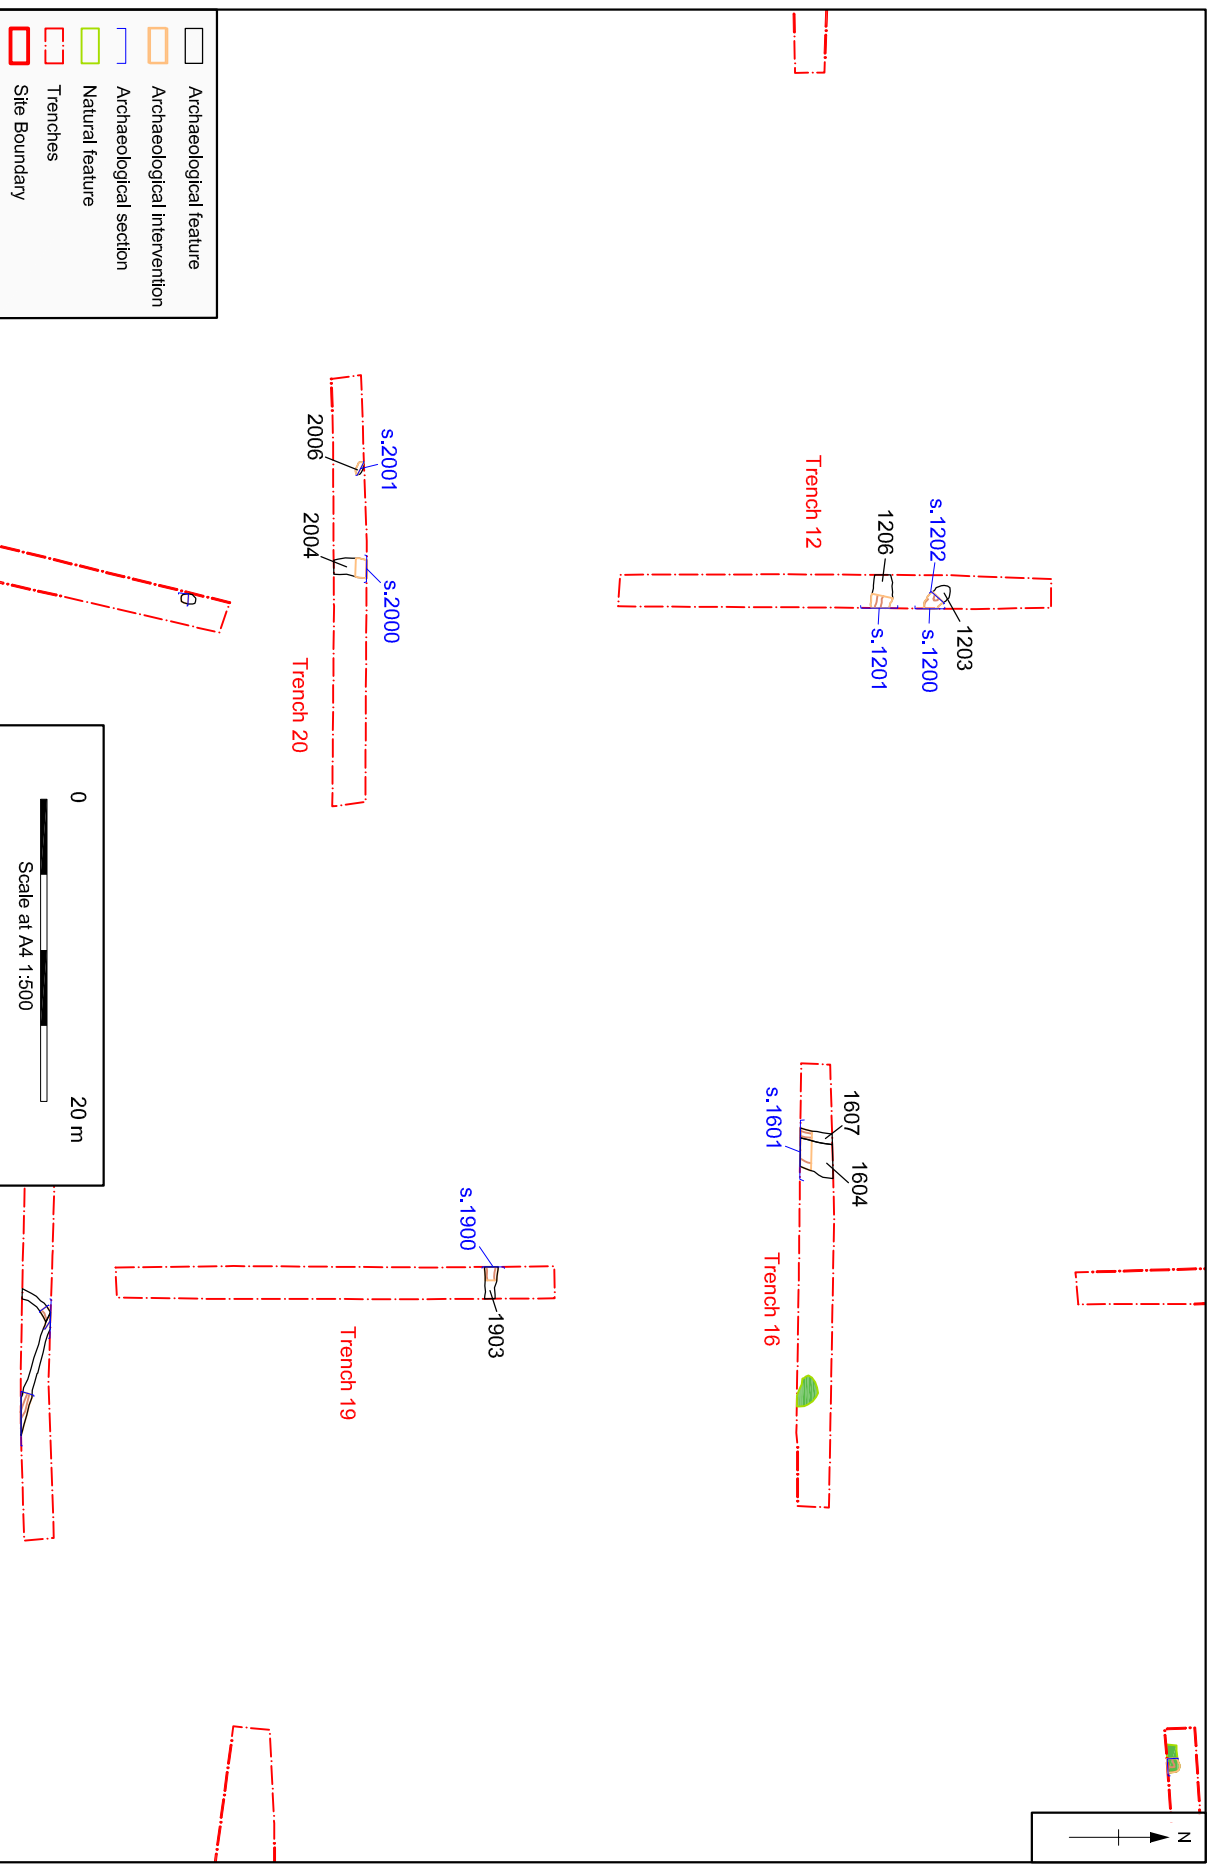 N
1607
1604
s.1601
Trench 16
s.1202
1203
1206
s.1200
s.1201
Trench 12
s.1900
1903
Trench 19
s.2001
2006
2004
s.2000
Trench 20
Archaeological feature
Archaeological intervention
Archaeological section
Natural feature
Trenches
Site Boundary
0
20 m
Scale at A4 1:500